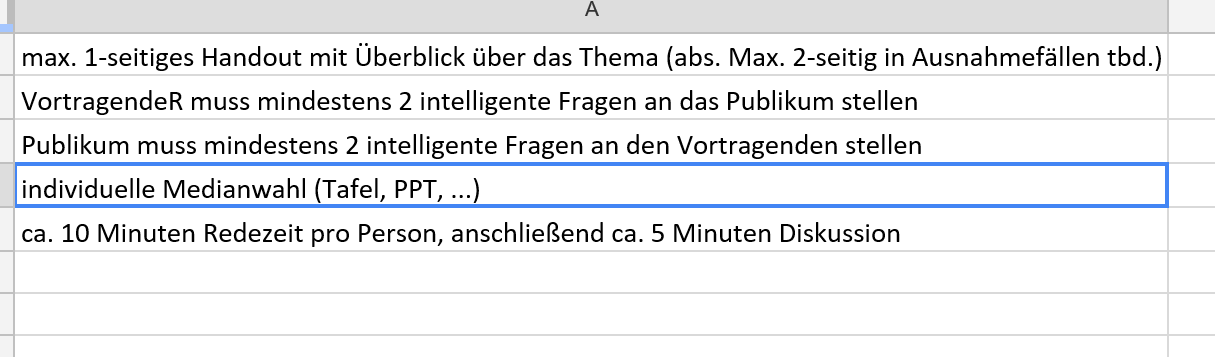 A
max. 1-seitiges Handout mit Überblick über das Thema (abs. Max. 2-seitig in Ausnahmefällen tbd.)
VortragendeR muss mindestens 2 intelligente Fragen an das Publikum stellen
Publikum muss mindestens 2 intelligente Fragen an den Vortragenden stellen
individuelle Medianwahl (Tafel, PPT, ...)
ca. 10 Minuten Redezeit pro Person, anschließend ca. 5 Minuten Diskussion